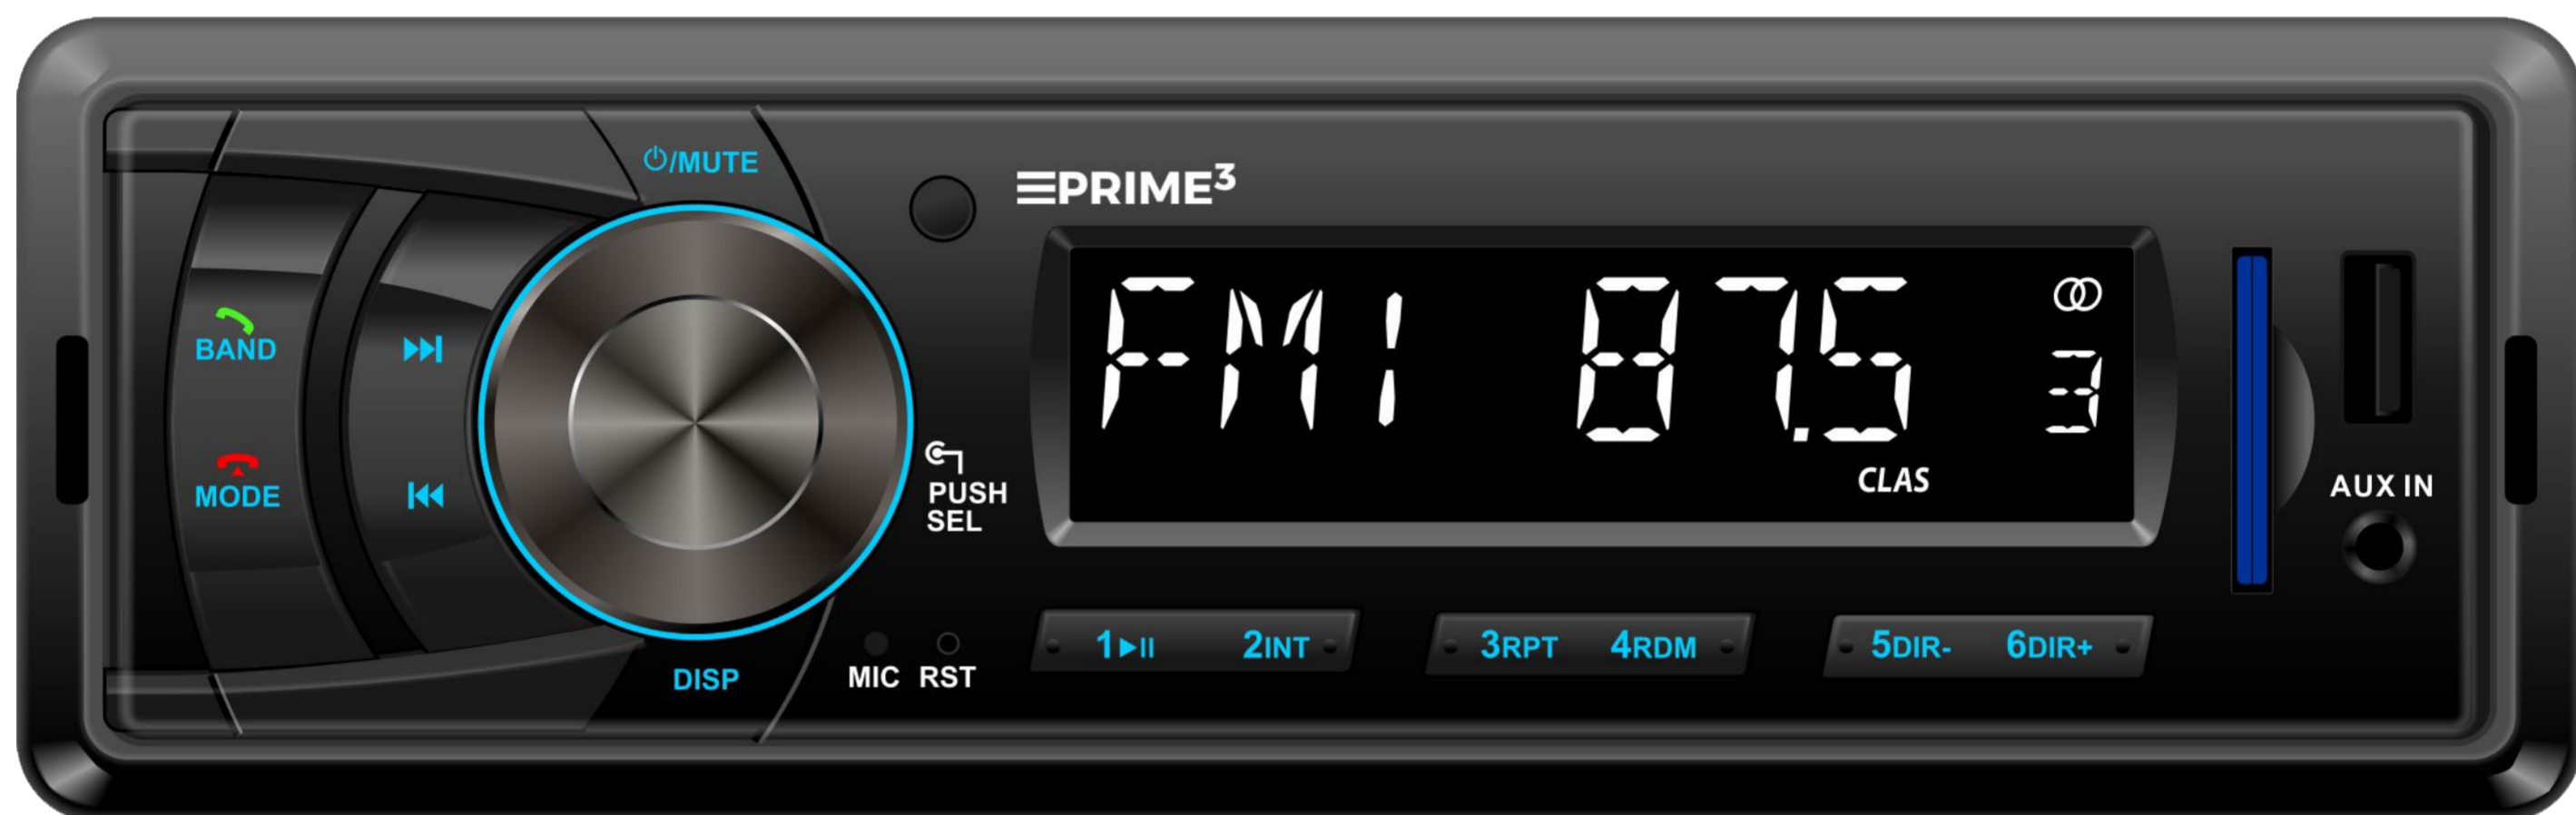 ⏻/MUTE
≡PRIME³
BAND
MODE
PUSH
SEL
FM1 87.5 3
CLAS
AUX IN
DISP
MIC RST
1▶II 2INT 3RPT 4RDM 5DIR- 6DIR+